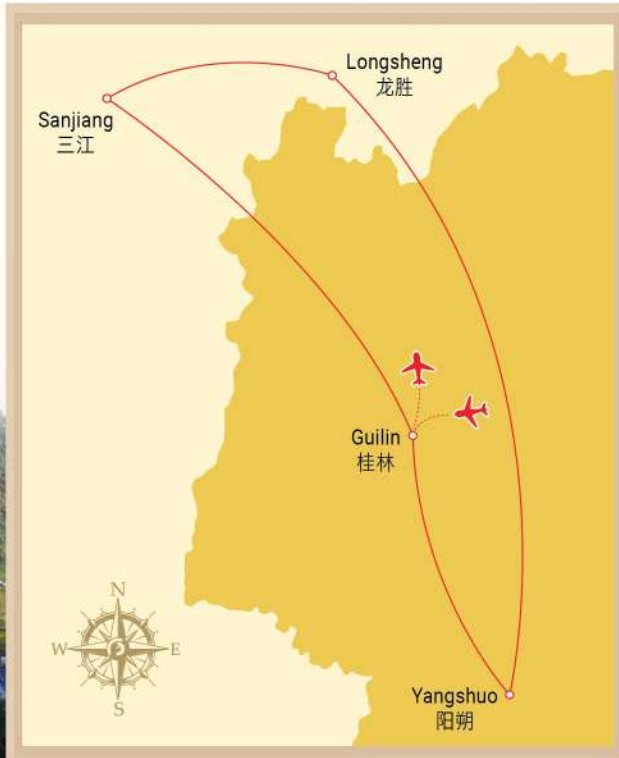 Longsheng
龙胜
Sanjiang
三江
Guilin
桂林
N
W
E
S
Yangshuo
阳朔